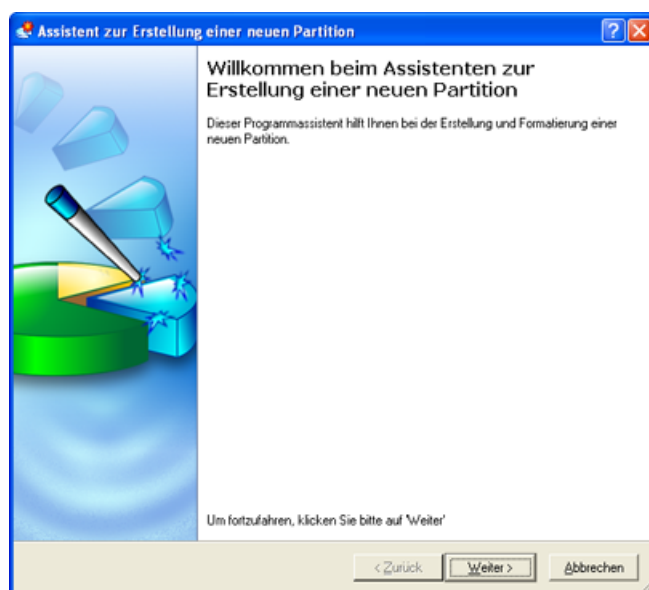 Assistent zur Erstellung einer neuen Partition
Willkommen beim Assistenten zur
Erstellung einer neuen Partition
Dieser Programmassistent hilft Ihnen bei der Erstellung und Formatierung einer
neuen Partition.
Um fortzufahren, klicken Sie bitte auf 'Weiter'
< Zurück Weiter > Abbrechen